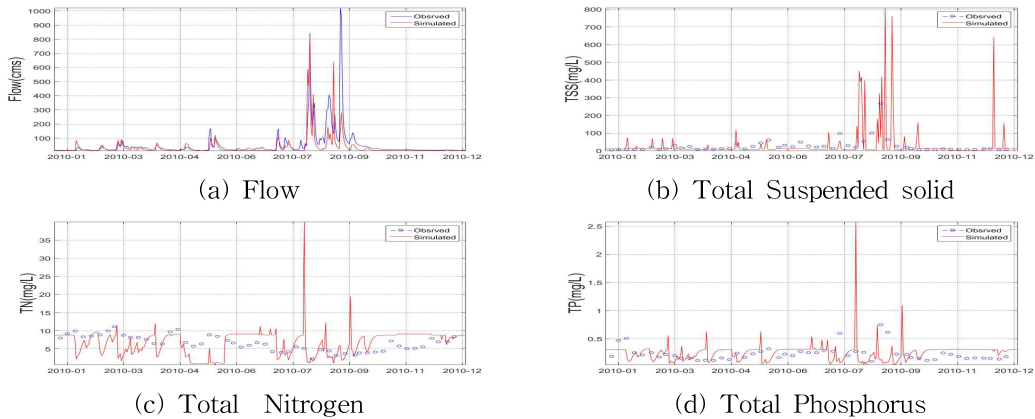 Flow(cms)
1000
900
800
700
600
500
400
300
200
100
2010-01 2010-03 2010-04 2010-06 2010-07 2010-09 2010-11 2010-12
Obsrved
Simulated
(a) Flow
TSS(mg/L)
800
700
600
500
400
300
200
100
0
2010-01 2010-03 2010-04 2010-06 2010-07 2010-09 2010-11 2010-12
Obsrved
Simulated
(b) Total Suspended solid
TN(mg/L)
35
30
25
20
15
10
5
2010-01 2010-03 2010-04 2010-06 2010-07 2010-09 2010-11 2010-12
Obsrved
Simulated
(c) Total Nitrogen
TP(mg/L)
2.5
2
1.5
1
0.5
2010-01 2010-03 2010-04 2010-06 2010-07 2010-09 2010-11 2010-12
Obsrved
Simulated
(d) Total Phosphorus